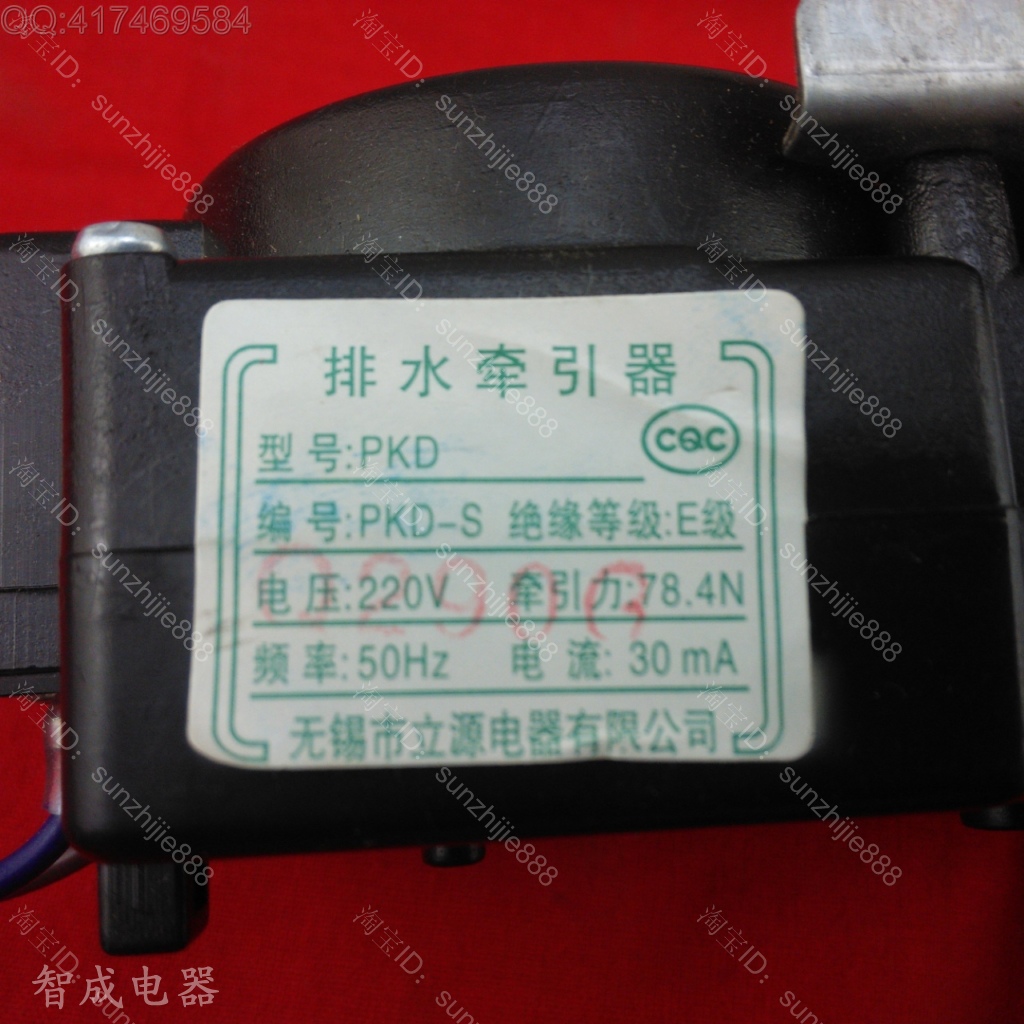 QQ:417469584
排水牵引器
CQC
型号:PKD
编号:PKD-S 绝缘等级:E级
电压:220V 牵引力:78.4N
频率:50Hz 电流:30mA
无锡市立源电器有限公司
淘宝ID: sunzhijie888
智成电器